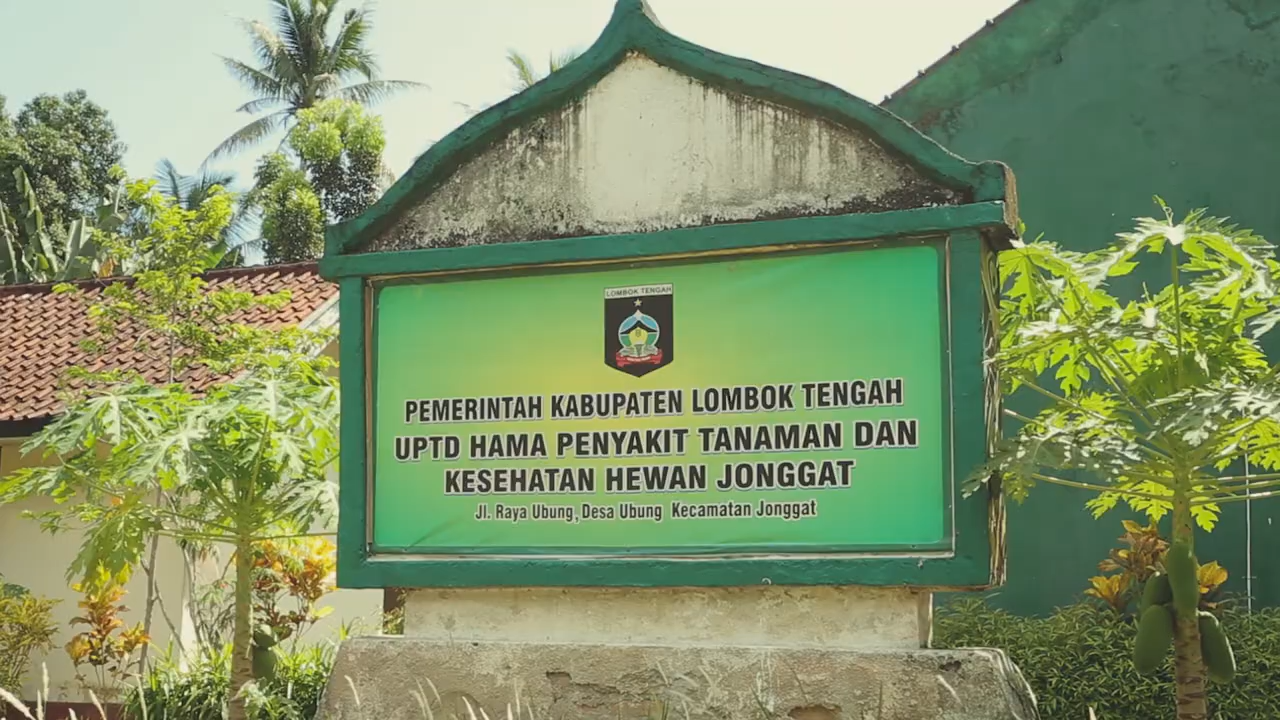 LOMBOK TENGAH
PEMERINTAH KABUPATEN LOMBOK TENGAH
UPTD HAMA PENYAKIT TANAMAN DAN
KESEHATAN HEWAN JONGGAT
Jl. Raya Ubung, Desa Ubung Kecamatan Jonggat